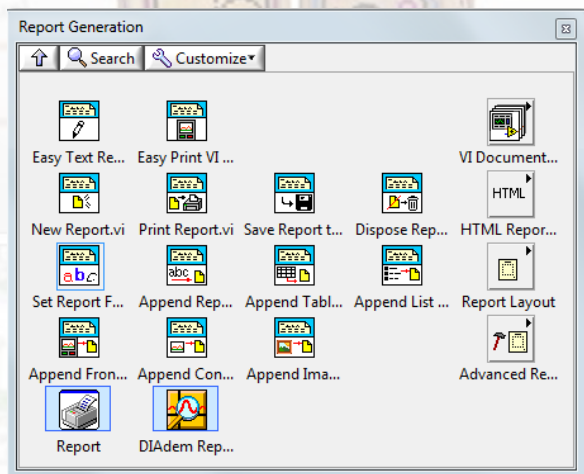 Report Generation
Search Customize
Easy Text Re... Easy Print VI ... VI Document...
HTML
New Report.vi Print Report.vi Save Report t... Dispose Rep... HTML Repor...
abc
abc
Set Report F... Append Rep... Append Tabl... Append List ... Report Layout
Append Fron... Append Con... Append Ima... Advanced Re...
Report DIAdem Rep...